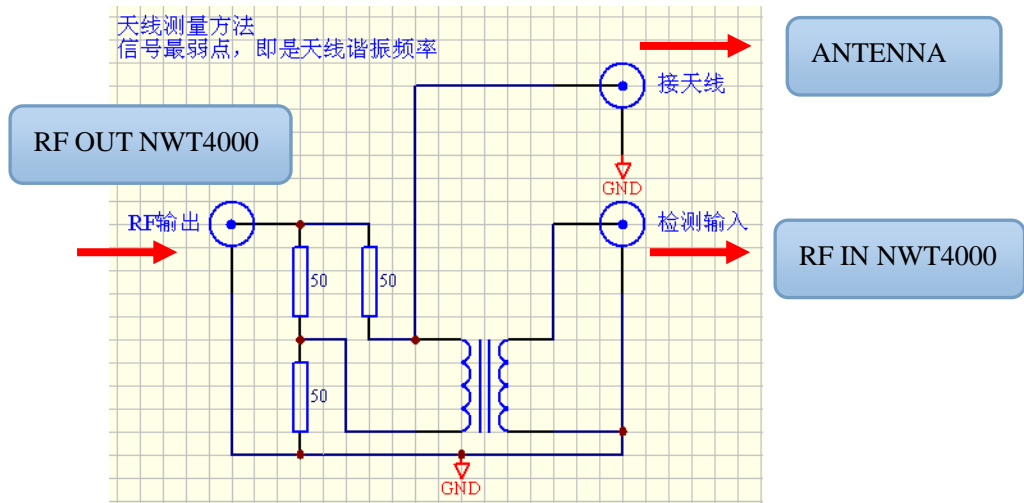 天线测量方法
信号最弱点，即是天线谐振频率
ANTENNA
接天线
RF OUT NWT4000
GND
RF输出
检测输入
RF IN NWT4000
50
50
50
GND